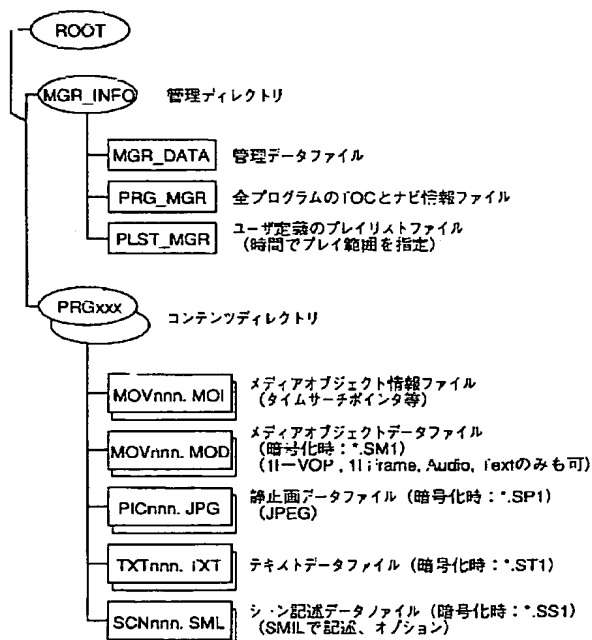 ROOT
MGR_INFO 管理ディレクトリ
MGR_DATA 管理データファイル
PRG_MGR 全プログラムのTOCとナビ情報ファイル
PLST_MGR ユーザ定義のプレイリストファイル
(時間でプレイ範囲を指定)
PRGxxx コンテンツディレクトリ
MOVnnn. MOI メディアオブジェクト情報ファイル
(タイムサーチポインタ等)
MOVnnn. MOD メディアオブジェクトデータファイル
(暗号化時:*.SM1)
VOP, Frame, Audio, Textのみも可)
PICnnn. JPG 静止画データファイル (暗号化時:*.SP1)
(JPEG)
TXTnnn. TXT テキストデータファイル (暗号化時:*.ST1)
SCNnnn. SML シーン記述データファイル (暗号化時:*.SS1)
(SMILで記述、オプション)